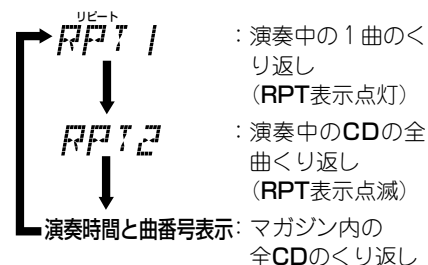 リピート
RPT 1
：演奏中の1曲のく
り返し
（RPT表示点灯）
RPT2
：演奏中のCDの全
曲くり返し
（RPT表示点滅）
演奏時間と曲番号表示：マガジン内の
全CDのくり返し